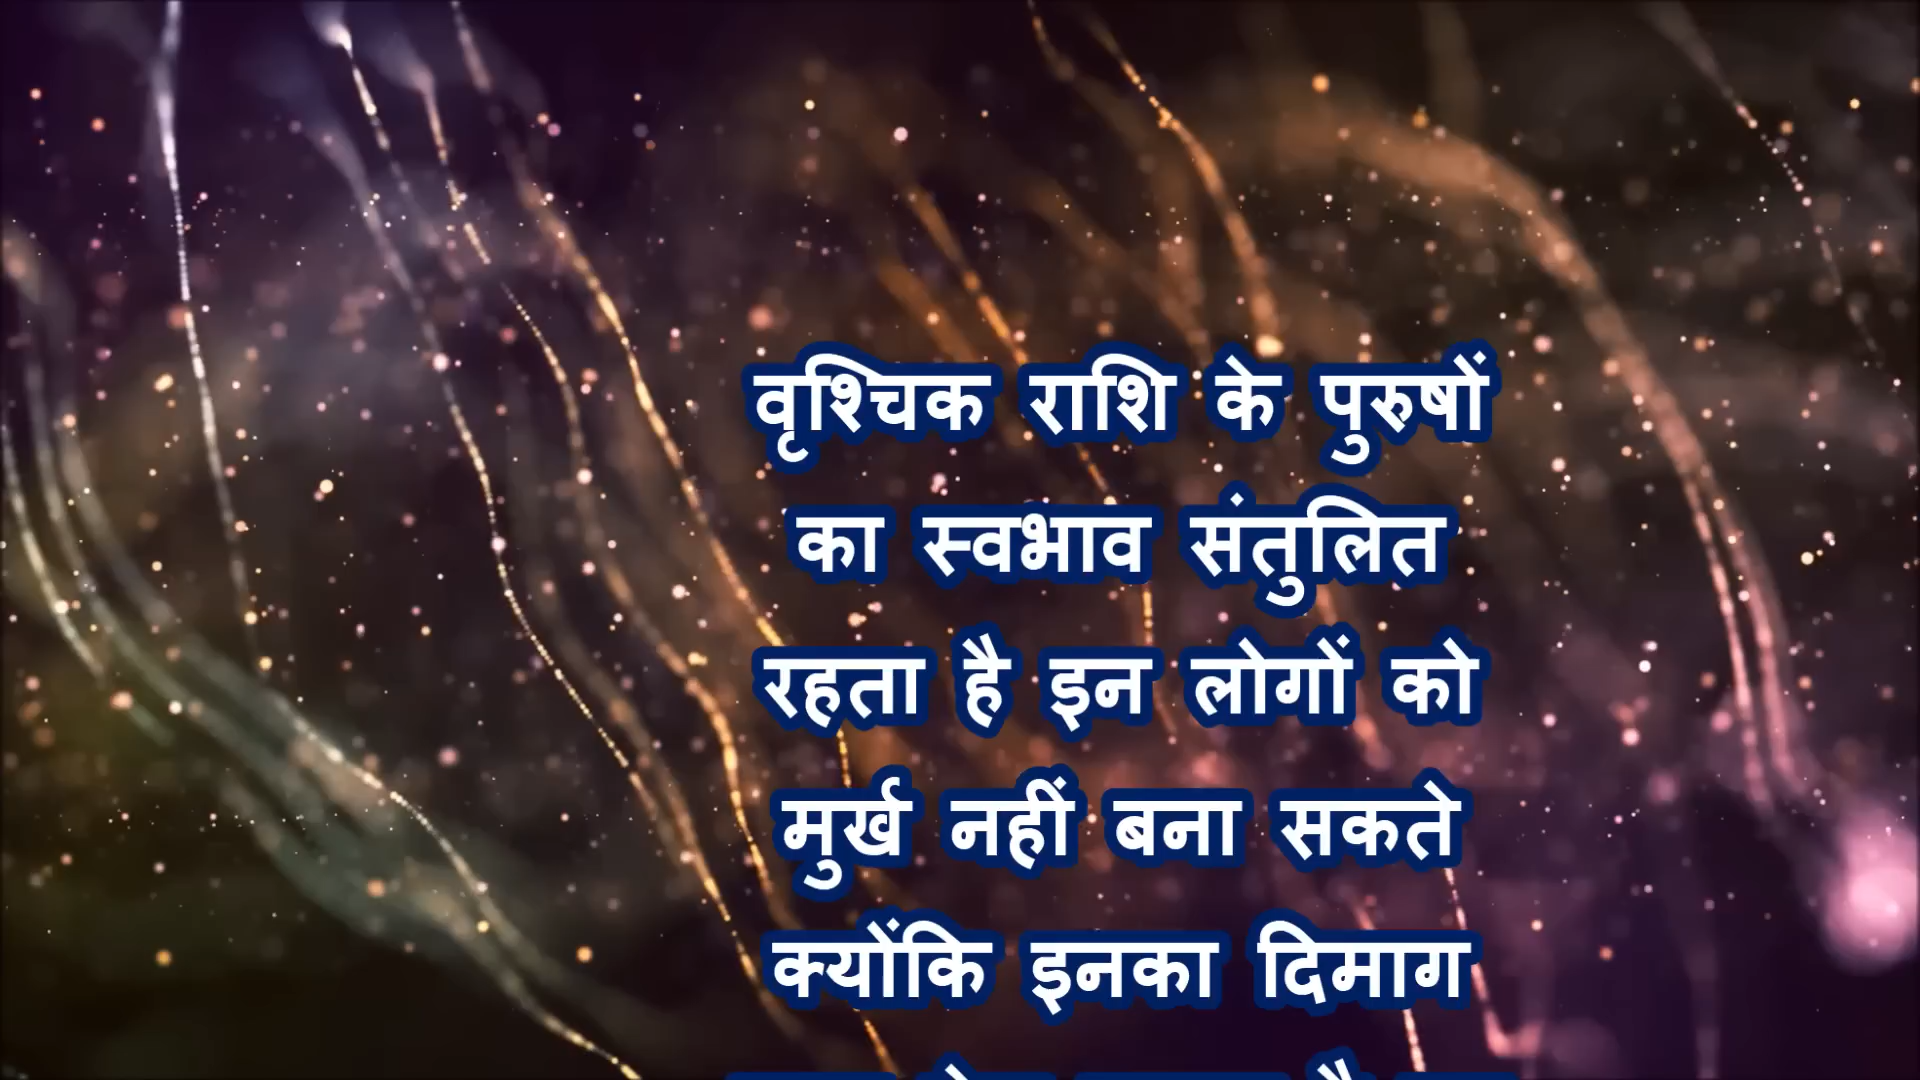 वृश्चिक राशि के पुरुषों
का स्वभाव संतुलित
रहता है इन लोगों को
मुर्ख नहीं बना सकते
क्योंकि इनका दिमाग